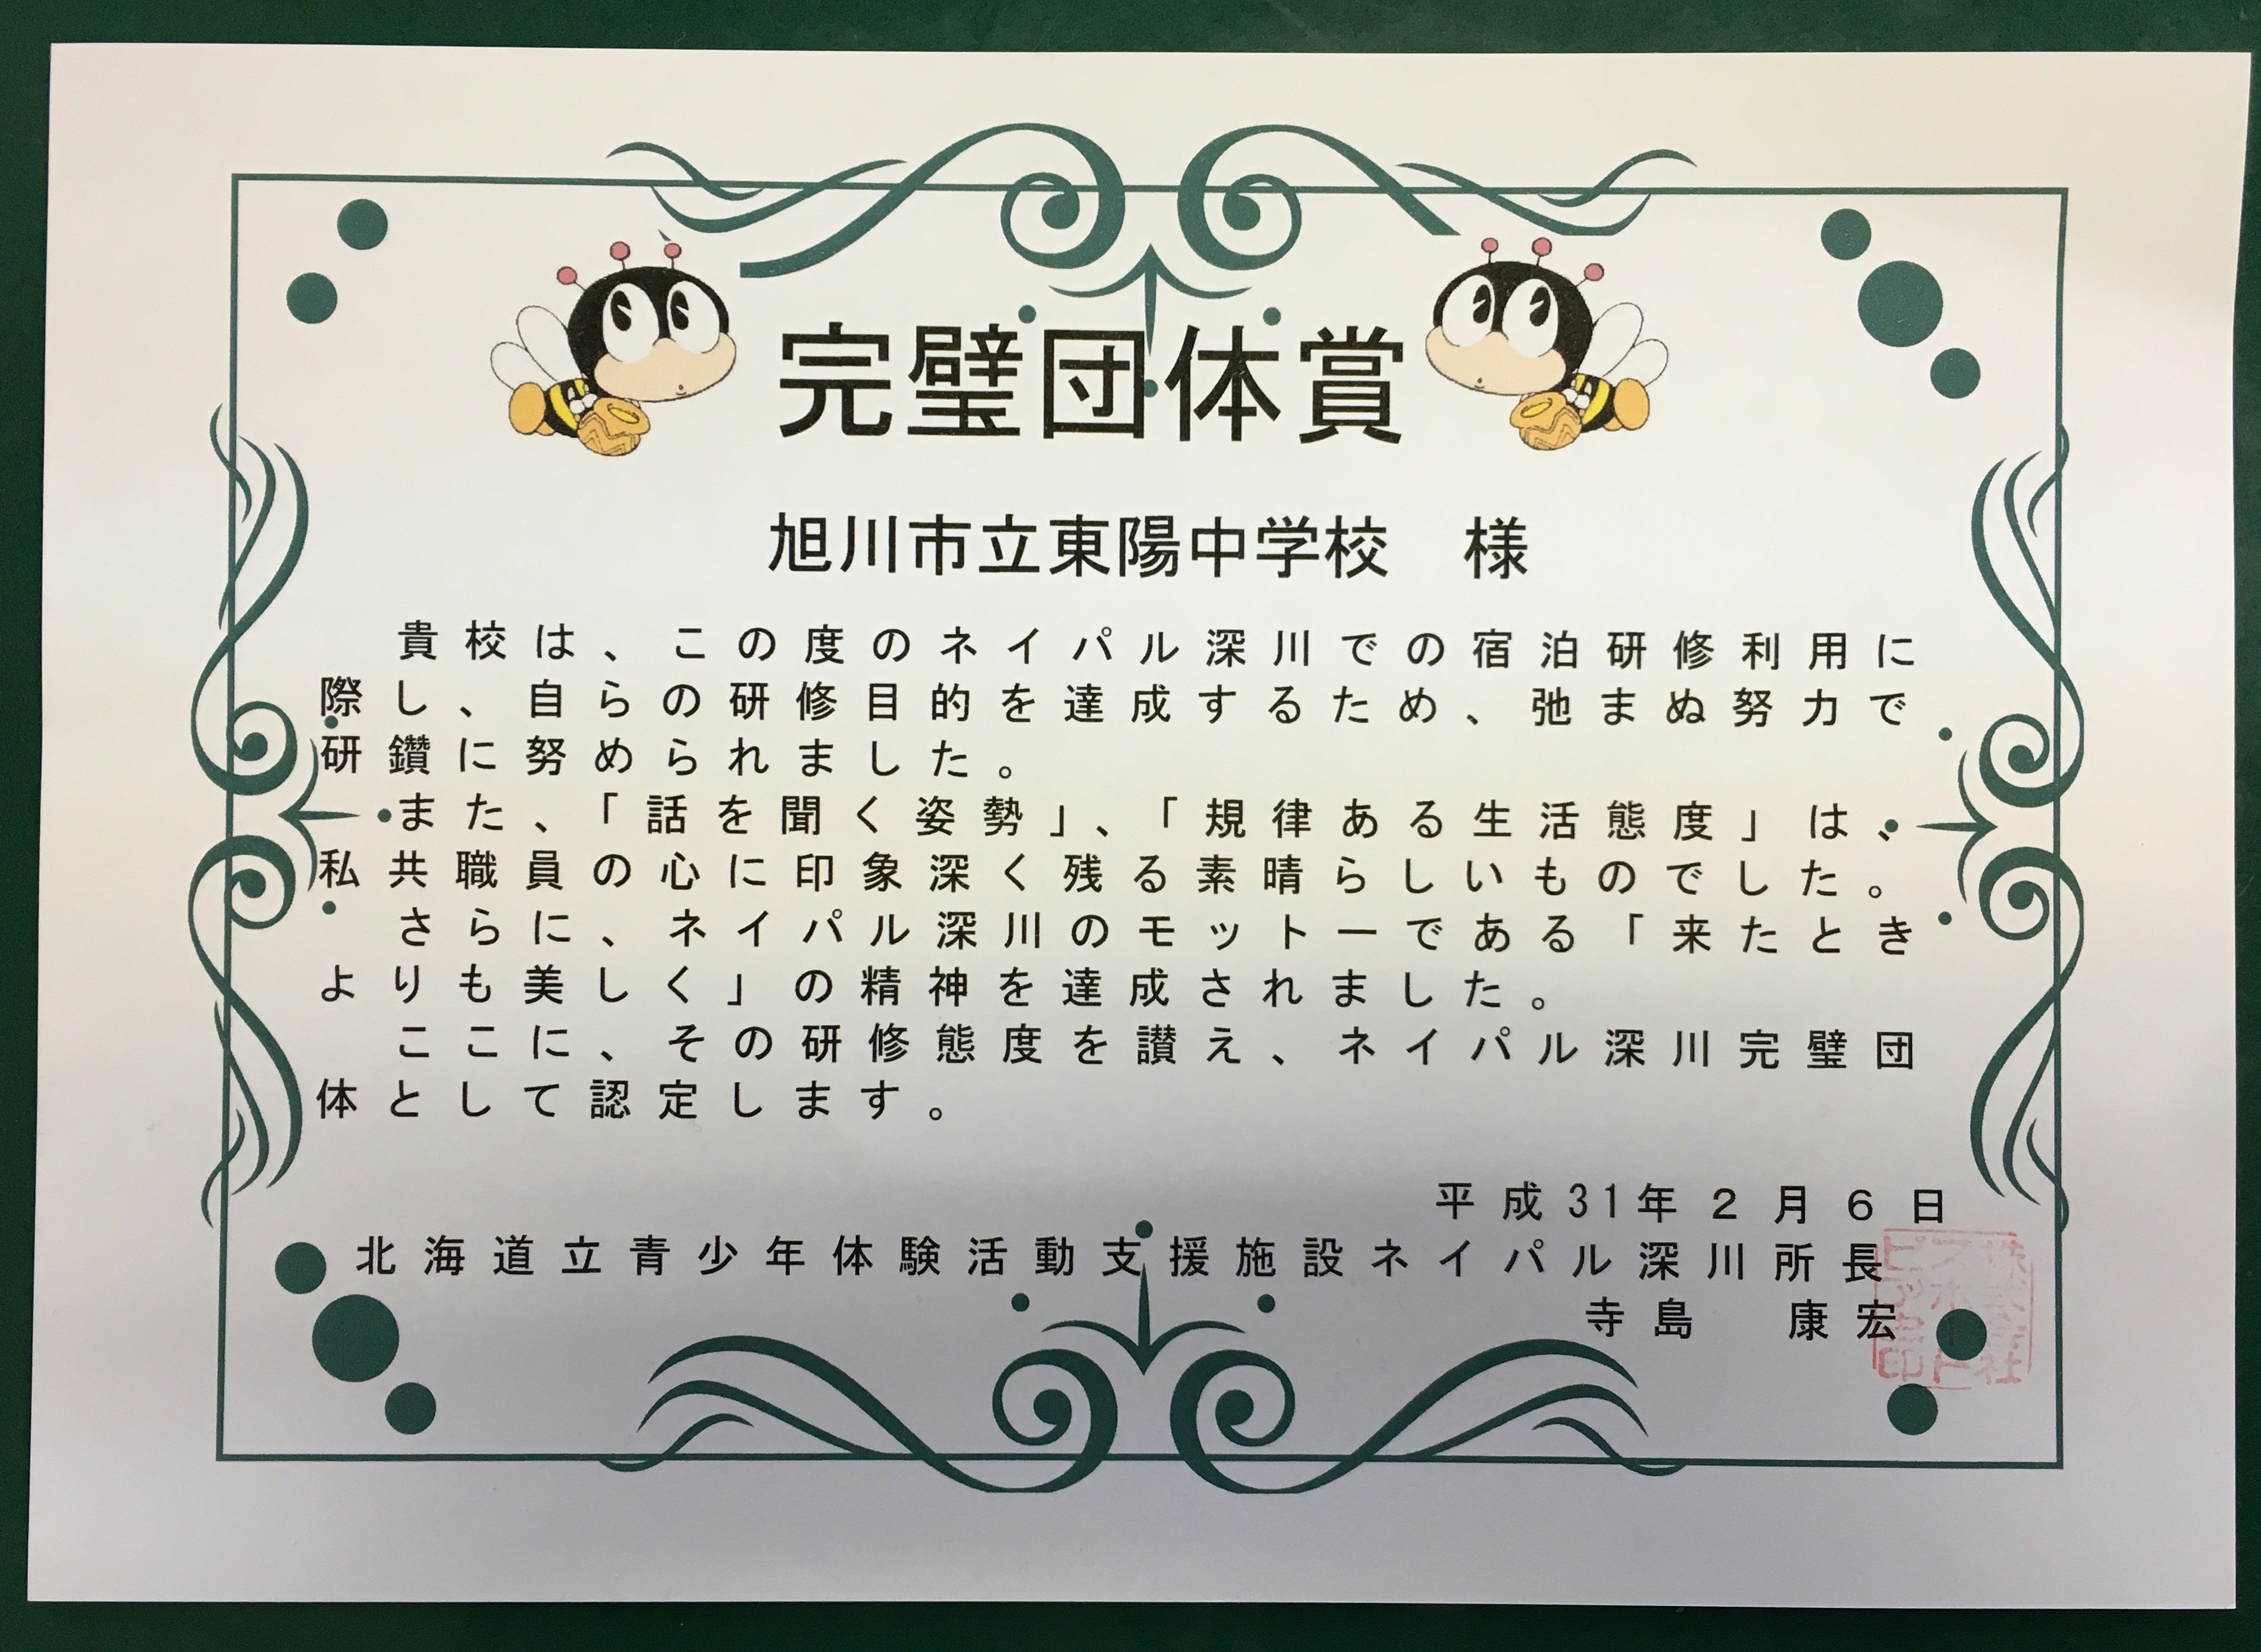 完璧団体賞
旭川市立東陽中学校　様
貴校は、この度のネイパル深川での宿泊研修利用に
際し、自らの研修目的を達成するため、弛まぬ努力で
研鑽に努められました。
また、「話を聞く姿勢」、「規律ある生活態度」は、
私共職員の心に印象深く残る素晴らしいものでした。
さらに、ネイパル深川のモットーである「来たとき
よりも美しく」の精神を達成されました。
ここに、その研修態度を讃え、ネイパル深川完璧団
体として認定します。
平成31年２月６日
北海道立青少年体験活動支援施設ネイパル深川所長
寺島　康宏